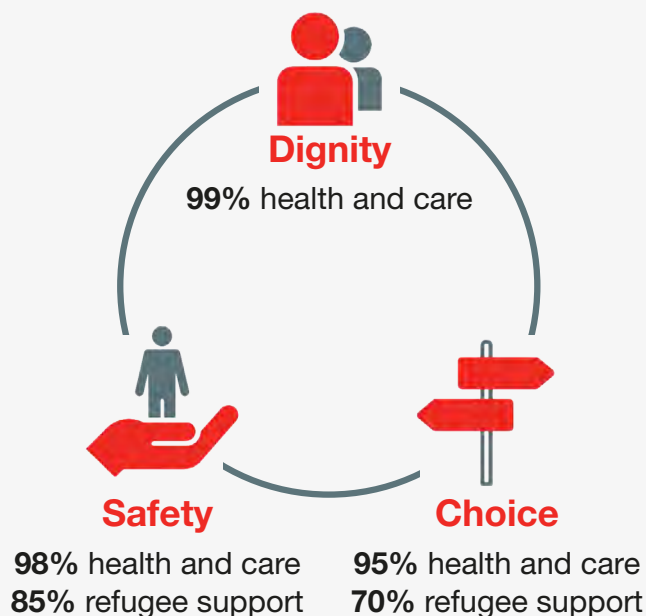 Dignity
99% health and care
Safety
98% health and care
85% refugee support
Choice
95% health and care
70% refugee support